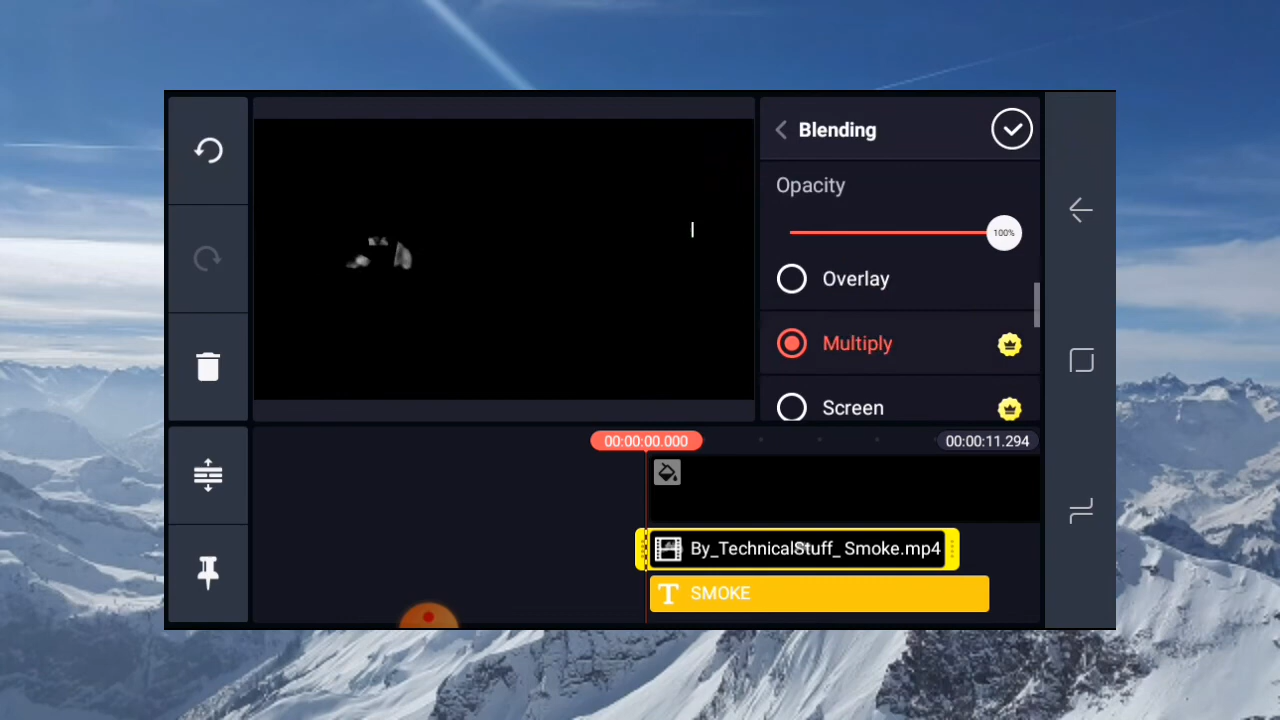 Blending
Opacity
100%
Overlay
Multiply
Screen
00:00:00.000
00:00:11.294
By_TechnicalStuff_ Smoke.mp4
T SMOKE